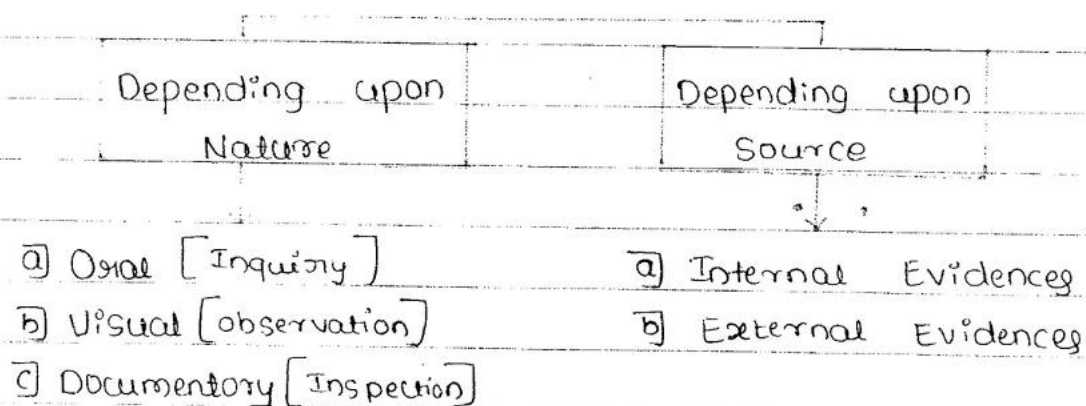 Depending upon
Nature
Depending upon
Source
a] Oral [Inquiry]
b] Visual [observation]
c] Documentory [Inspection]
a] Internal Evidences
b] External Evidences